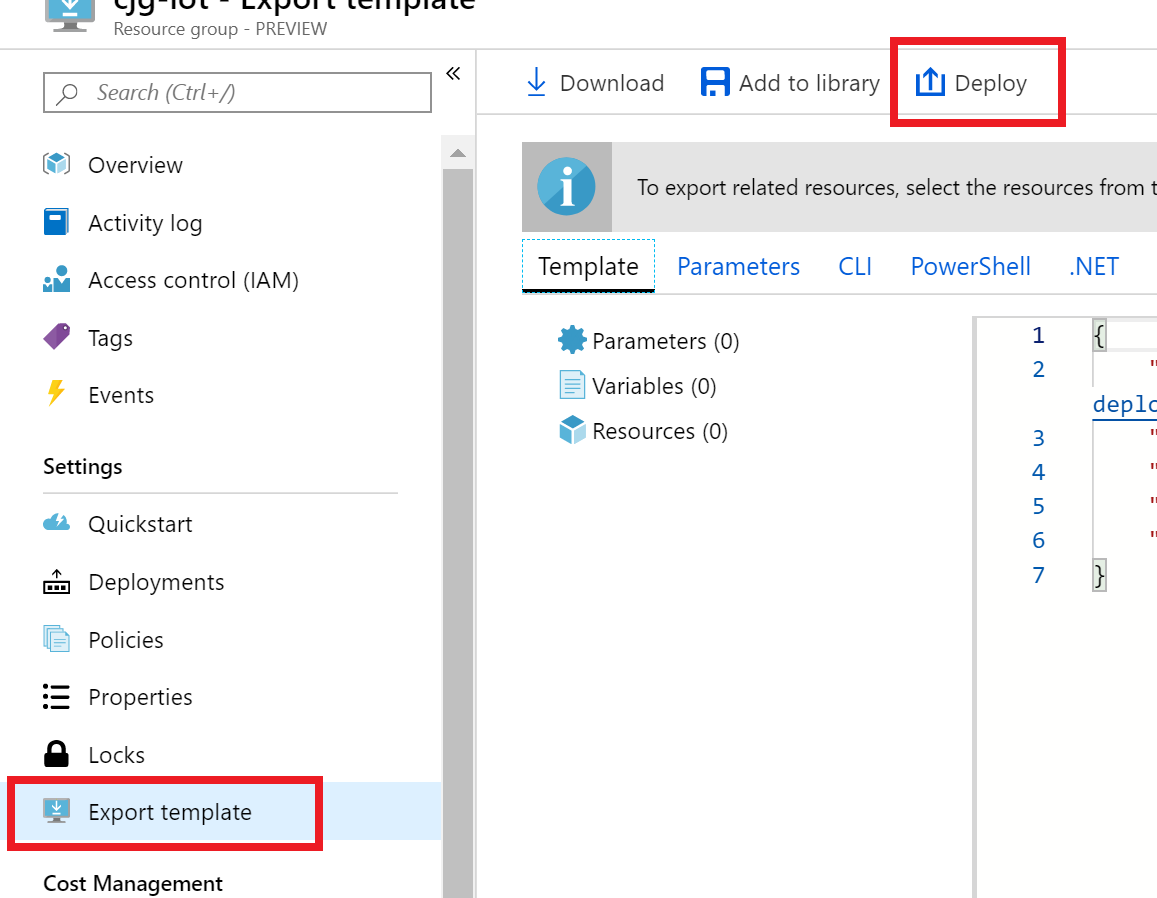 cjg-iot - Export template
Resource group - PREVIEW
Search (Ctrl+/)
«
Overview
Activity log
Access control (IAM)
Tags
Events
Settings
Quickstart
Deployments
Policies
Properties
Locks
Export template
Cost Management
Download Add to library Deploy
i To export related resources, select the resources from t
Template Parameters CLI PowerShell .NET
Parameters (0)
Variables (0)
Resources (0)
1 {
2 "
deplo
3 "
4 "
5 "
6 "
7 }